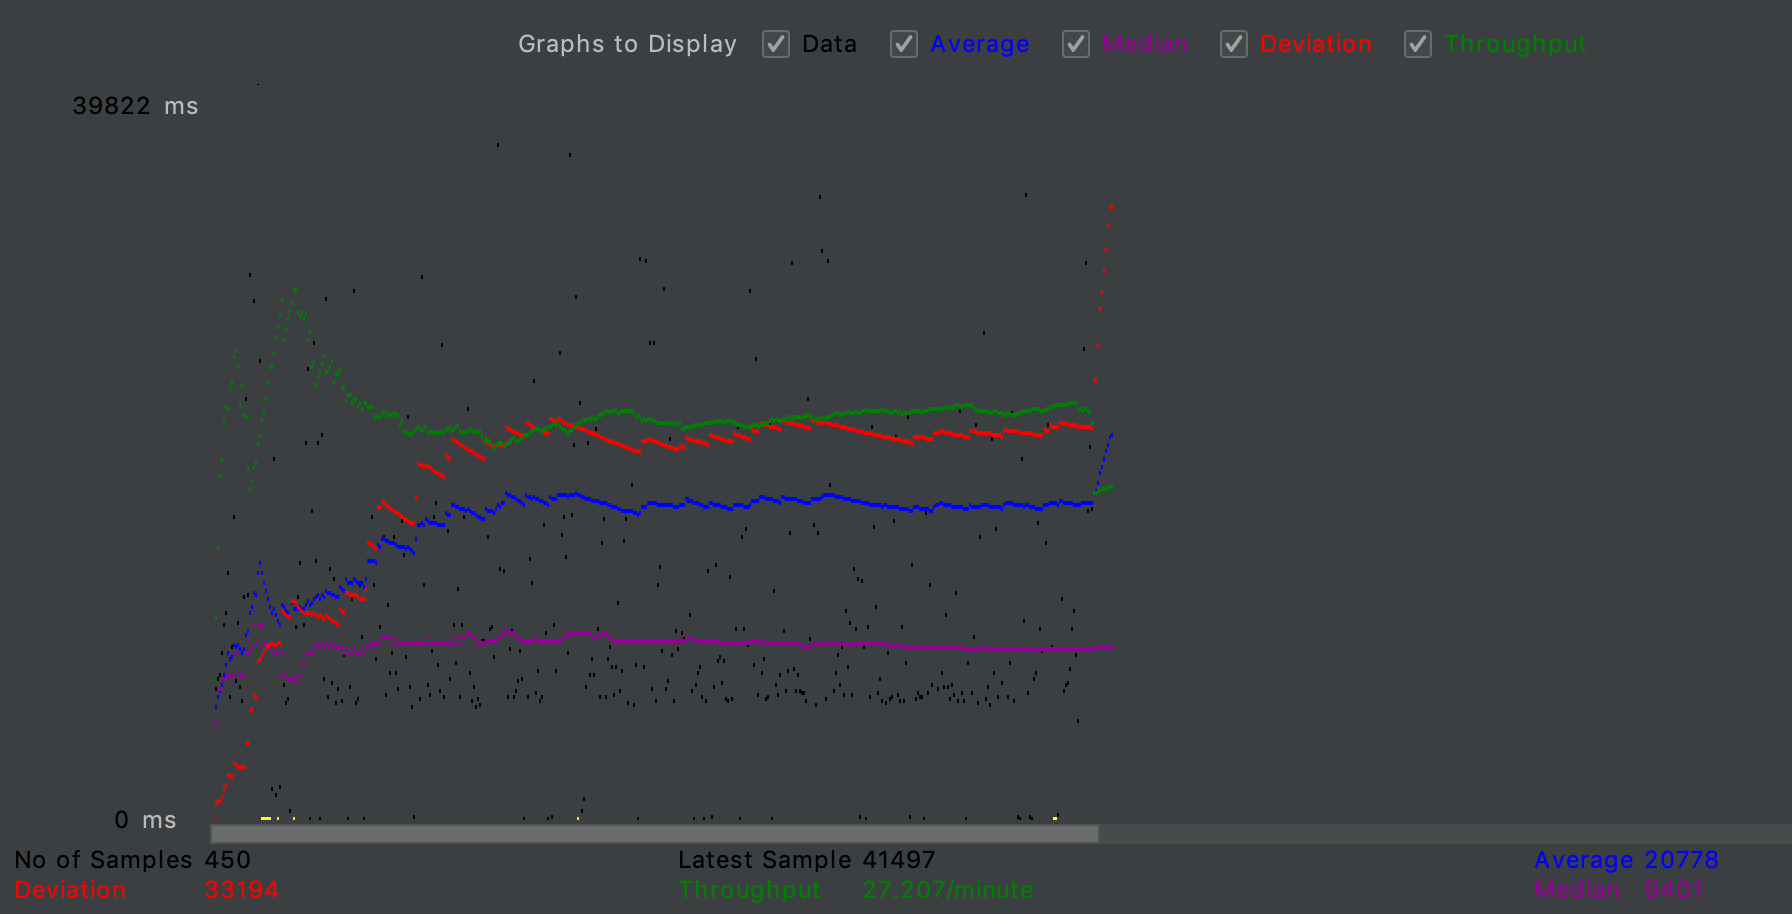 Graphs to Display Data Average Median Deviation Throughput
39822 ms
0 ms
No of Samples 450 Latest Sample 41497 Average 20778
Deviation 33194 Throughput 27.207/minute Median 9401